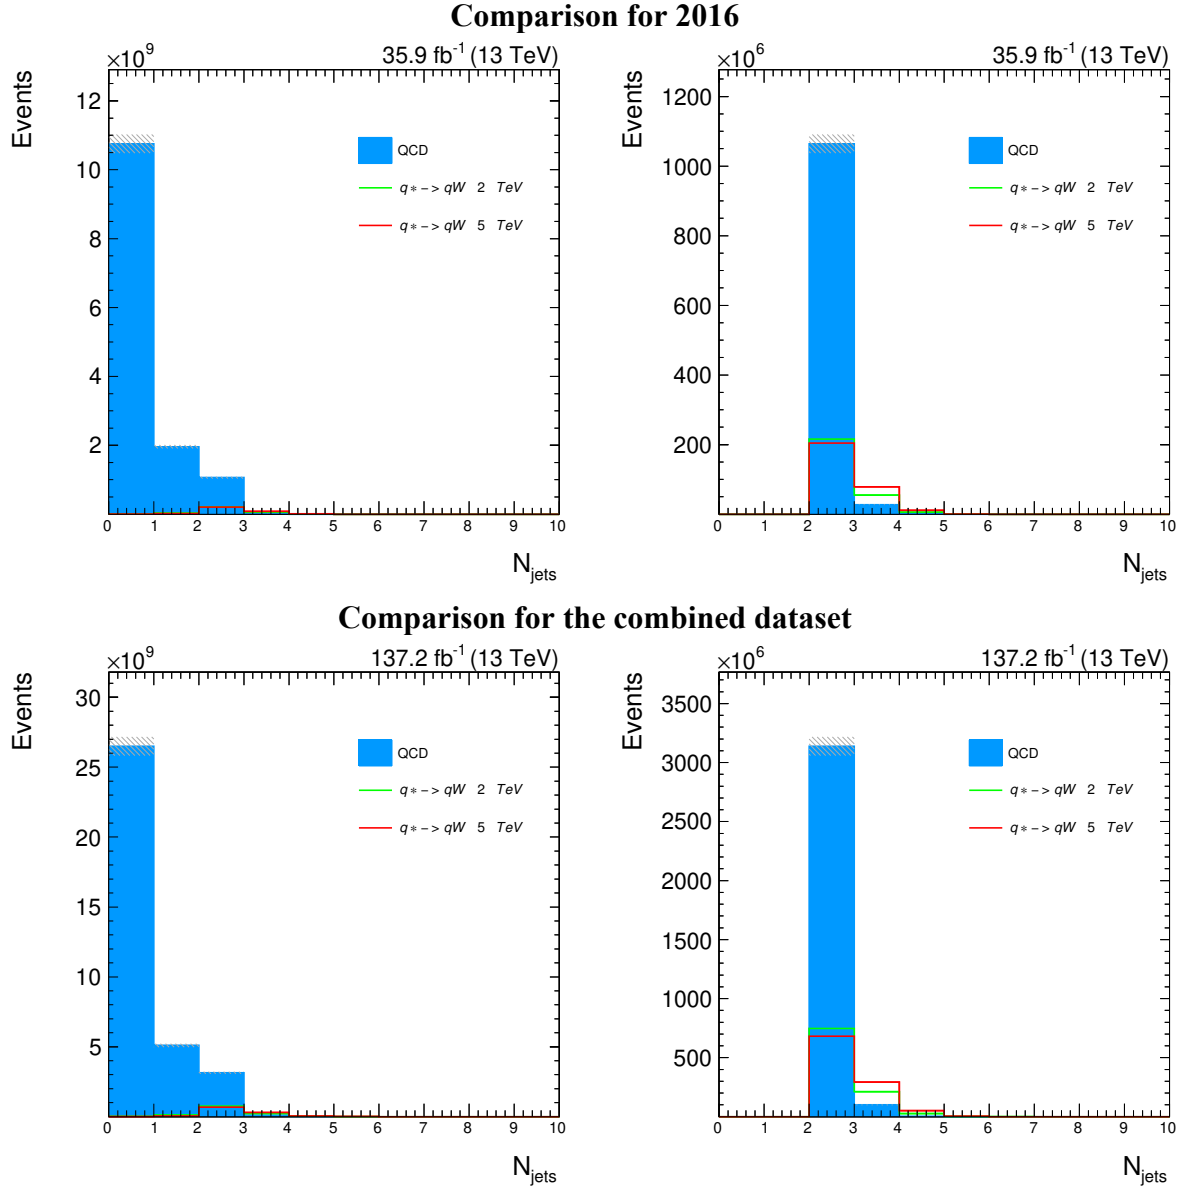 Comparison for 2016
×10⁹ 35.9 fb⁻¹ (13 TeV)
Events
12
10
8
6
4
2
QCD
q∗−> qW 2 TeV
q∗−> qW 5 TeV
0 1 2 3 4 5 6 7 8 9 10
N_jets
×10⁶ 35.9 fb⁻¹ (13 TeV)
Events
1200
1000
800
600
400
200
QCD
q∗−> qW 2 TeV
q∗−> qW 5 TeV
0 1 2 3 4 5 6 7 8 9 10
N_jets
Comparison for the combined dataset
×10⁹ 137.2 fb⁻¹ (13 TeV)
Events
30
25
20
15
10
5
QCD
q∗−> qW 2 TeV
q∗−> qW 5 TeV
0 1 2 3 4 5 6 7 8 9 10
N_jets
×10⁶ 137.2 fb⁻¹ (13 TeV)
Events
3500
3000
2500
2000
1500
1000
500
QCD
q∗−> qW 2 TeV
q∗−> qW 5 TeV
0 1 2 3 4 5 6 7 8 9 10
N_jets